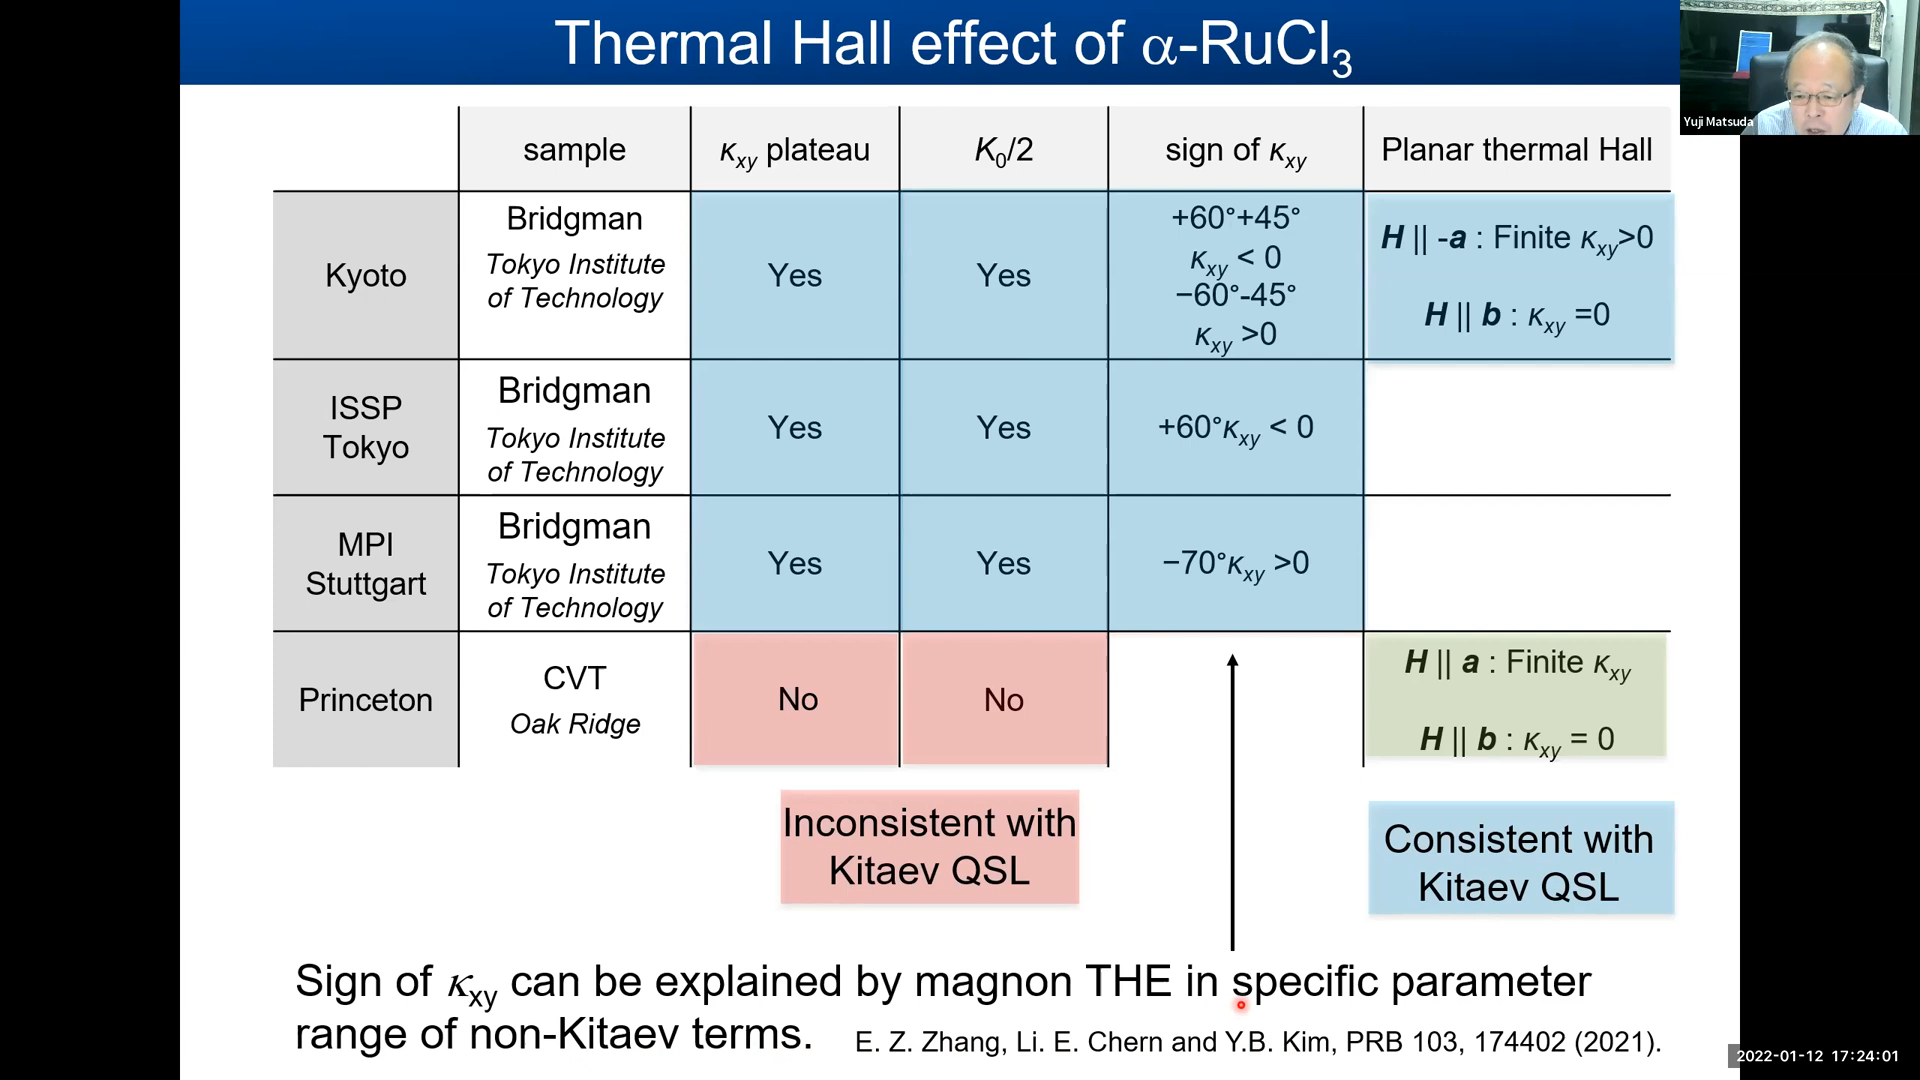 Thermal Hall effect of α-RuCl3
Yuji Matsuda
sample κxy plateau K0/2 sign of κxy Planar thermal Hall
Kyoto
Bridgman
Tokyo Institute
of Technology
Yes
Yes
+60°+45°
κxy < 0
−60°-45°
κxy >0
H || -a : Finite κxy>0
H || b : κxy =0
ISSP
Tokyo
Bridgman
Tokyo Institute
of Technology
Yes
Yes
+60°κxy < 0
MPI
Stuttgart
Bridgman
Tokyo Institute
of Technology
Yes
Yes
−70°κxy >0
Princeton
CVT
Oak Ridge
No
No
H || a : Finite κxy
H || b : κxy = 0
Inconsistent with
Kitaev QSL
Consistent with
Kitaev QSL
Sign of κxy can be explained by magnon THE in specific parameter
range of non-Kitaev terms.
E. Z. Zhang, Li. E. Chern and Y.B. Kim, PRB 103, 174402 (2021).
2022-01-12 17:24:01